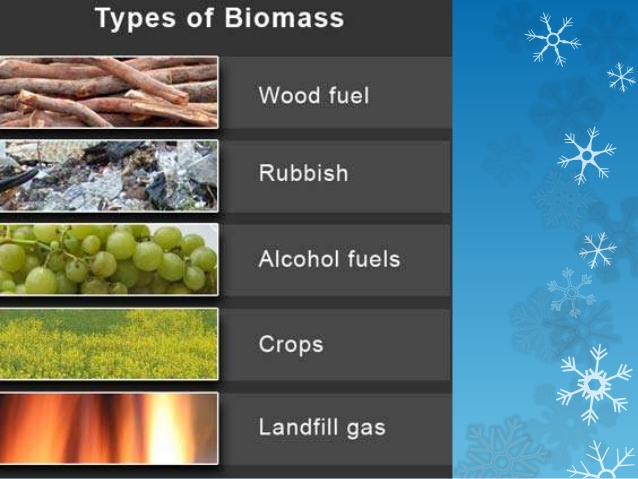 Types of Biomass
Wood fuel
Rubbish
Alcohol fuels
Crops
Landfill gas